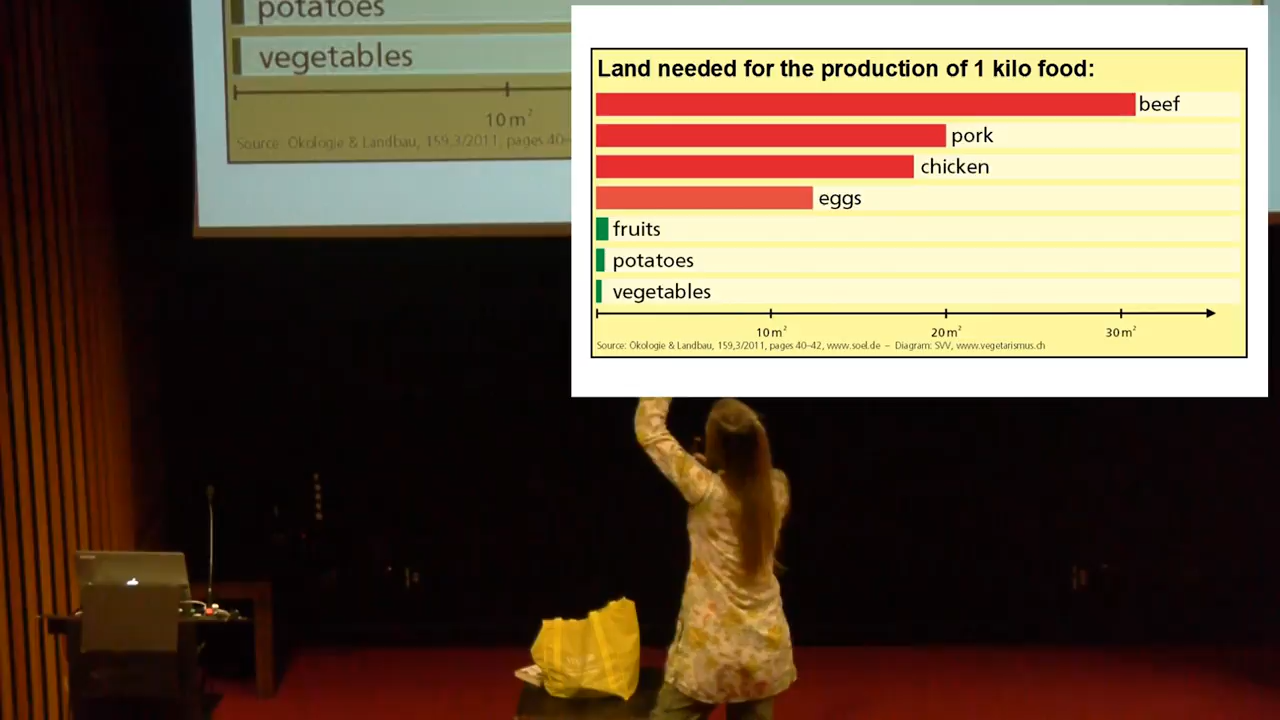 potatoes
vegetables
10 m²
Source: Ökologie & Landbau, 159,3/2011, pages 40–
Land needed for the production of 1 kilo food:
beef
pork
chicken
eggs
fruits
potatoes
vegetables
10 m² 20 m² 30 m²
Source: Ökologie & Landbau, 159,3/2011, pages 40–42, www.soel.de – Diagram: SVV, www.vegetarismus.ch